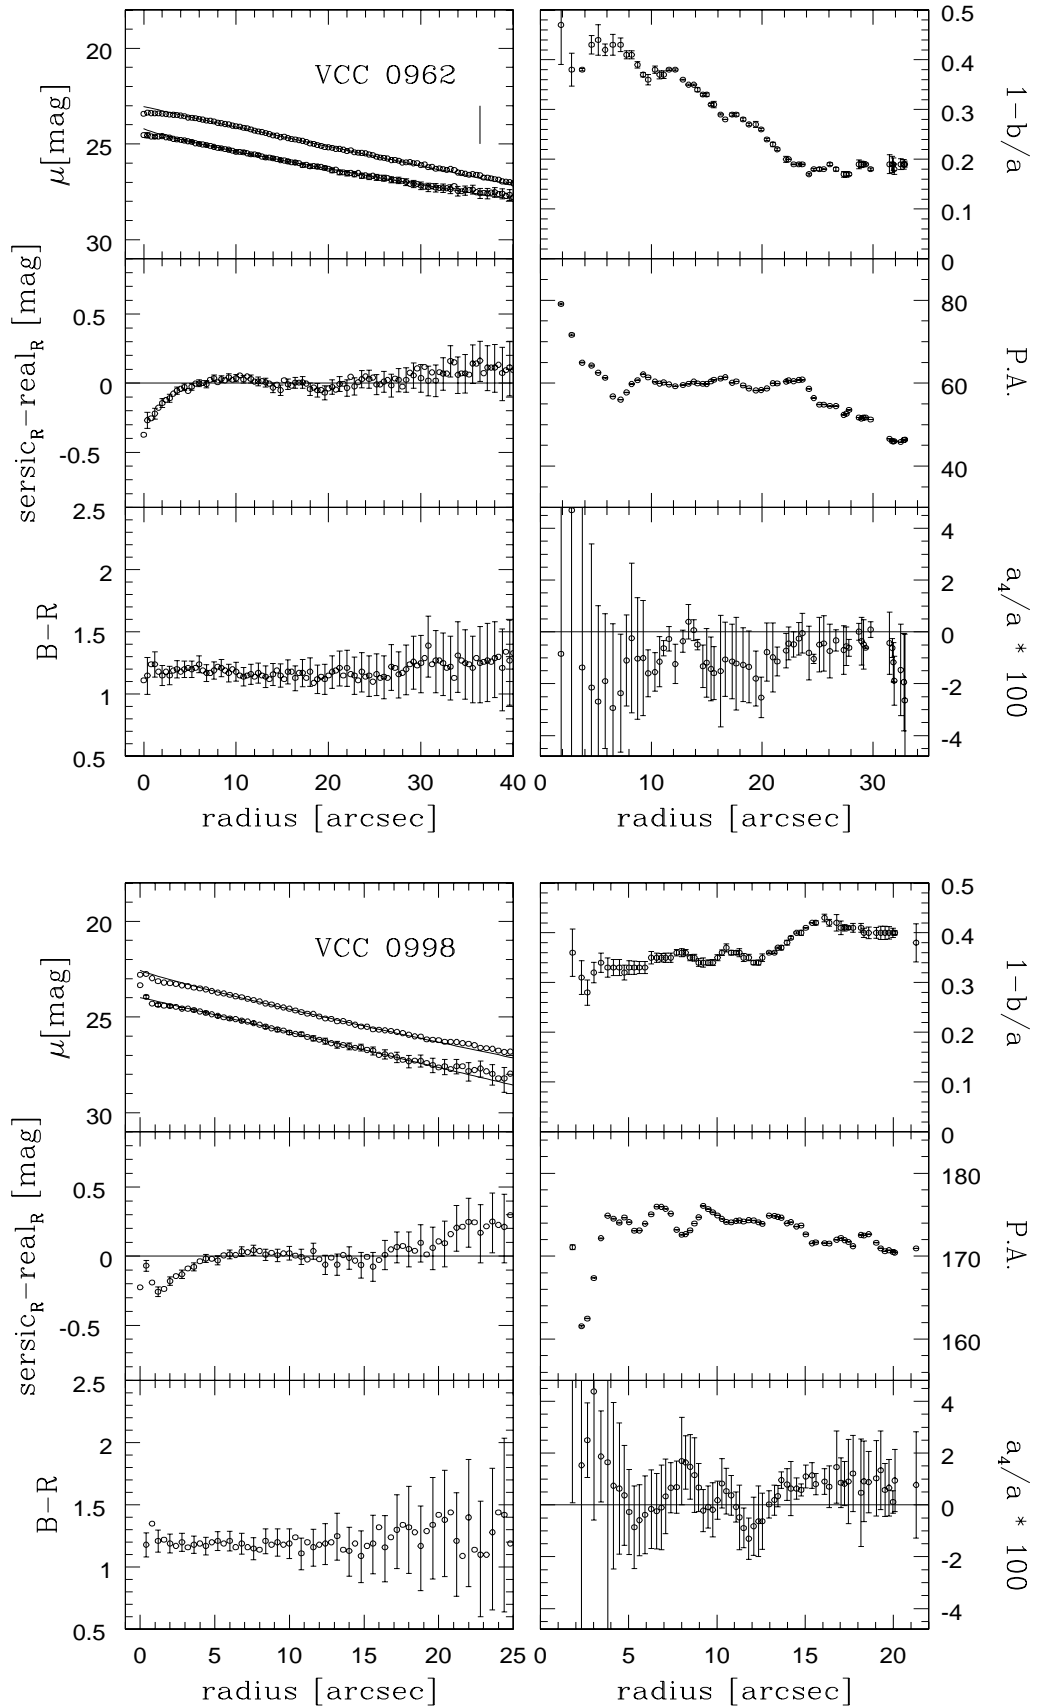 20
25
30
μ[mag]
VCC 0962
0.5
0.4
0.3
0.2
0.1
0
1−b/a
0.5
0
-0.5
sersic_R−real_R [mag]
80
60
40
P.A.
2.5
2
1.5
1
0.5
B−R
4
2
0
-2
-4
a_4/a * 100
0 10 20 30 40
0 10 20 30
radius [arcsec]
radius [arcsec]
20
25
30
μ[mag]
VCC 0998
0.5
0.4
0.3
0.2
0.1
0
1−b/a
0.5
0
-0.5
sersic_R−real_R [mag]
180
170
160
P.A.
2.5
2
1.5
1
0.5
B−R
4
2
0
-2
-4
a_4/a * 100
0 5 10 15 20 25
0 5 10 15 20
radius [arcsec]
radius [arcsec]